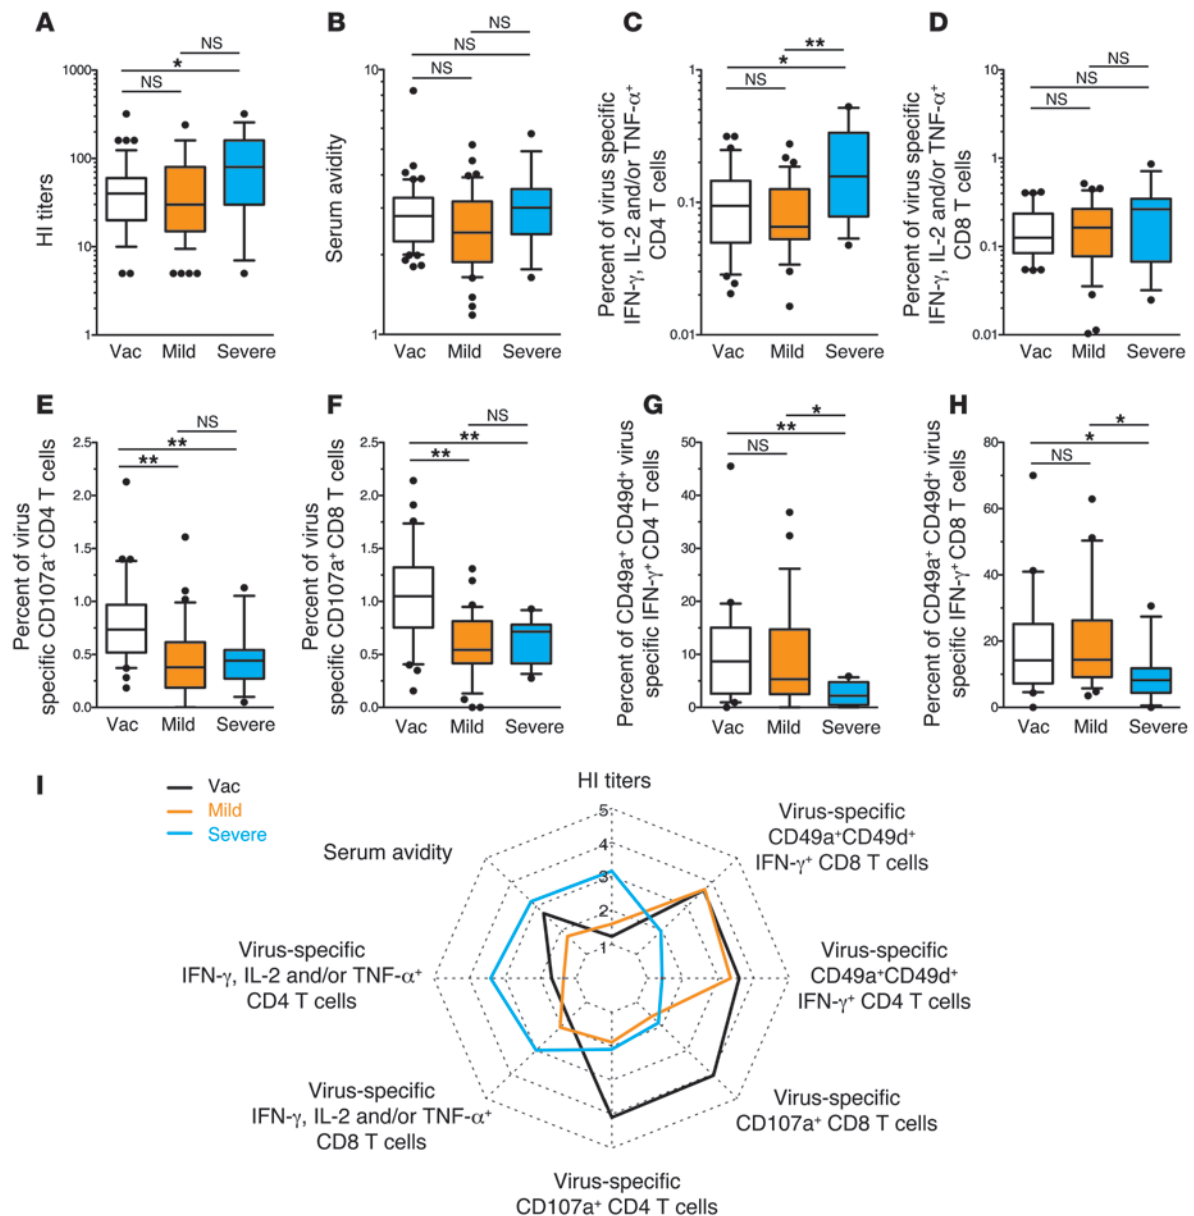 A
NS
*
NS
HI titers
1000
100
10
1
Vac Mild Severe
B
NS
NS
NS
Serum avidity
10
1
Vac Mild Severe
C
**
*
NS
Percent of virus specific
IFN-γ, IL-2 and/or TNF-α⁺
CD4 T cells
1
0.1
0.01
Vac Mild Severe
D
NS
NS
NS
Percent of virus specific
IFN-γ, IL-2 and/or TNF-α⁺
CD8 T cells
10
1
0.1
0.01
Vac Mild Severe
E
NS
**
**
Percent of virus
specific CD107a⁺ CD4 T cells
2.5
2.0
1.5
1.0
0.5
0.0
Vac Mild Severe
F
NS
**
**
Percent of virus
specific CD107a⁺ CD8 T cells
2.5
2.0
1.5
1.0
0.5
0.0
Vac Mild Severe
G
*
**
NS
Percent of CD49a⁺ CD49d⁺ virus
specific IFN-γ⁺ CD4 T cells
50
40
30
20
10
0
Vac Mild Severe
H
*
*
NS
Percent of CD49a⁺ CD49d⁺ virus
specific IFN-γ⁺ CD8 T cells
80
60
40
20
0
Vac Mild Severe
I
Vac
Mild
Severe
HI titers
5
4
3
2
1
Virus-specific
CD49a⁺CD49d⁺
IFN-γ⁺ CD8 T cells
Virus-specific
CD49a⁺CD49d⁺
IFN-γ⁺ CD4 T cells
Virus-specific
CD107a⁺ CD8 T cells
Virus-specific
CD107a⁺ CD4 T cells
Virus-specific
IFN-γ, IL-2 and/or TNF-α⁺
CD8 T cells
Virus-specific
IFN-γ, IL-2 and/or TNF-α⁺
CD4 T cells
Serum avidity